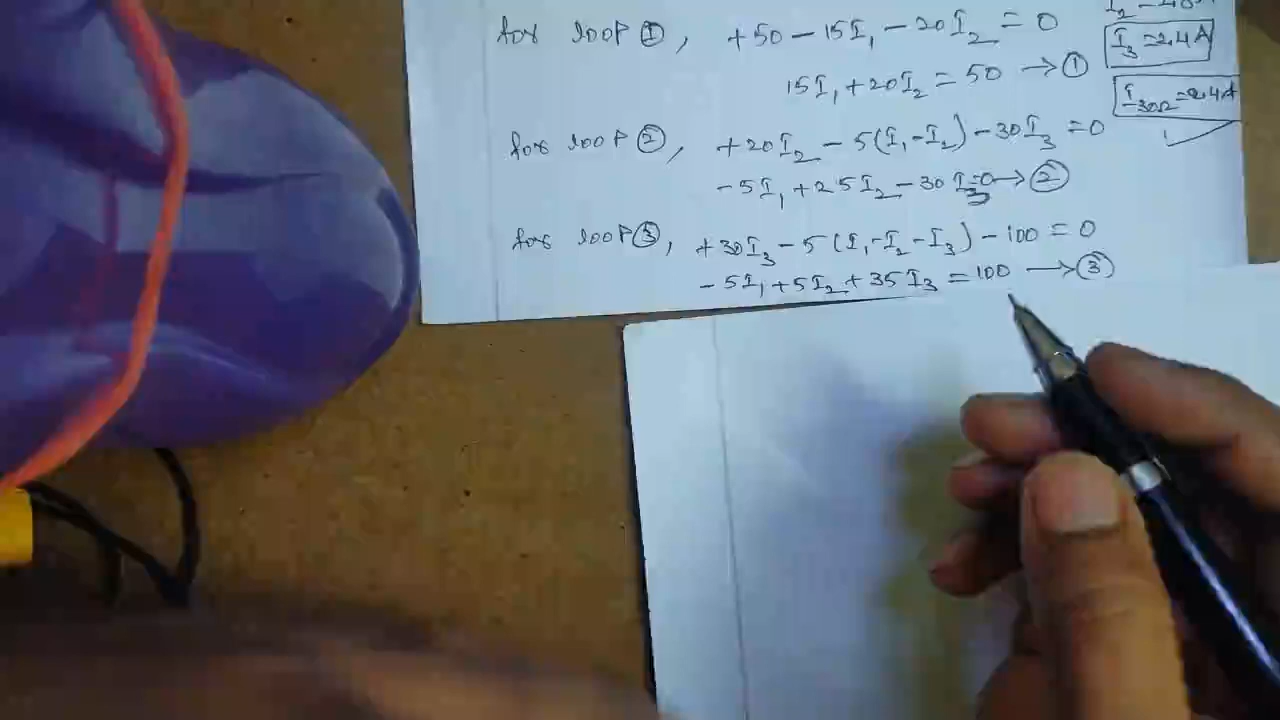 for loop ①, +50 - 15I₁ - 20I₂ = 0
15I₁ + 20I₂ = 50 → ①
for loop ②, +20I₂ - 5(I₁-I₂) - 30I₃ = 0
-5I₁ + 25I₂ - 30I₃=0 → ②
for loop ③, +30I₃ - 5(I₁-I₂-I₃) - 100 = 0
-5I₁ + 5I₂ + 35I₃ = 100 → ③
I₃ = 2.4A
I₃₀Ω = 2.4A